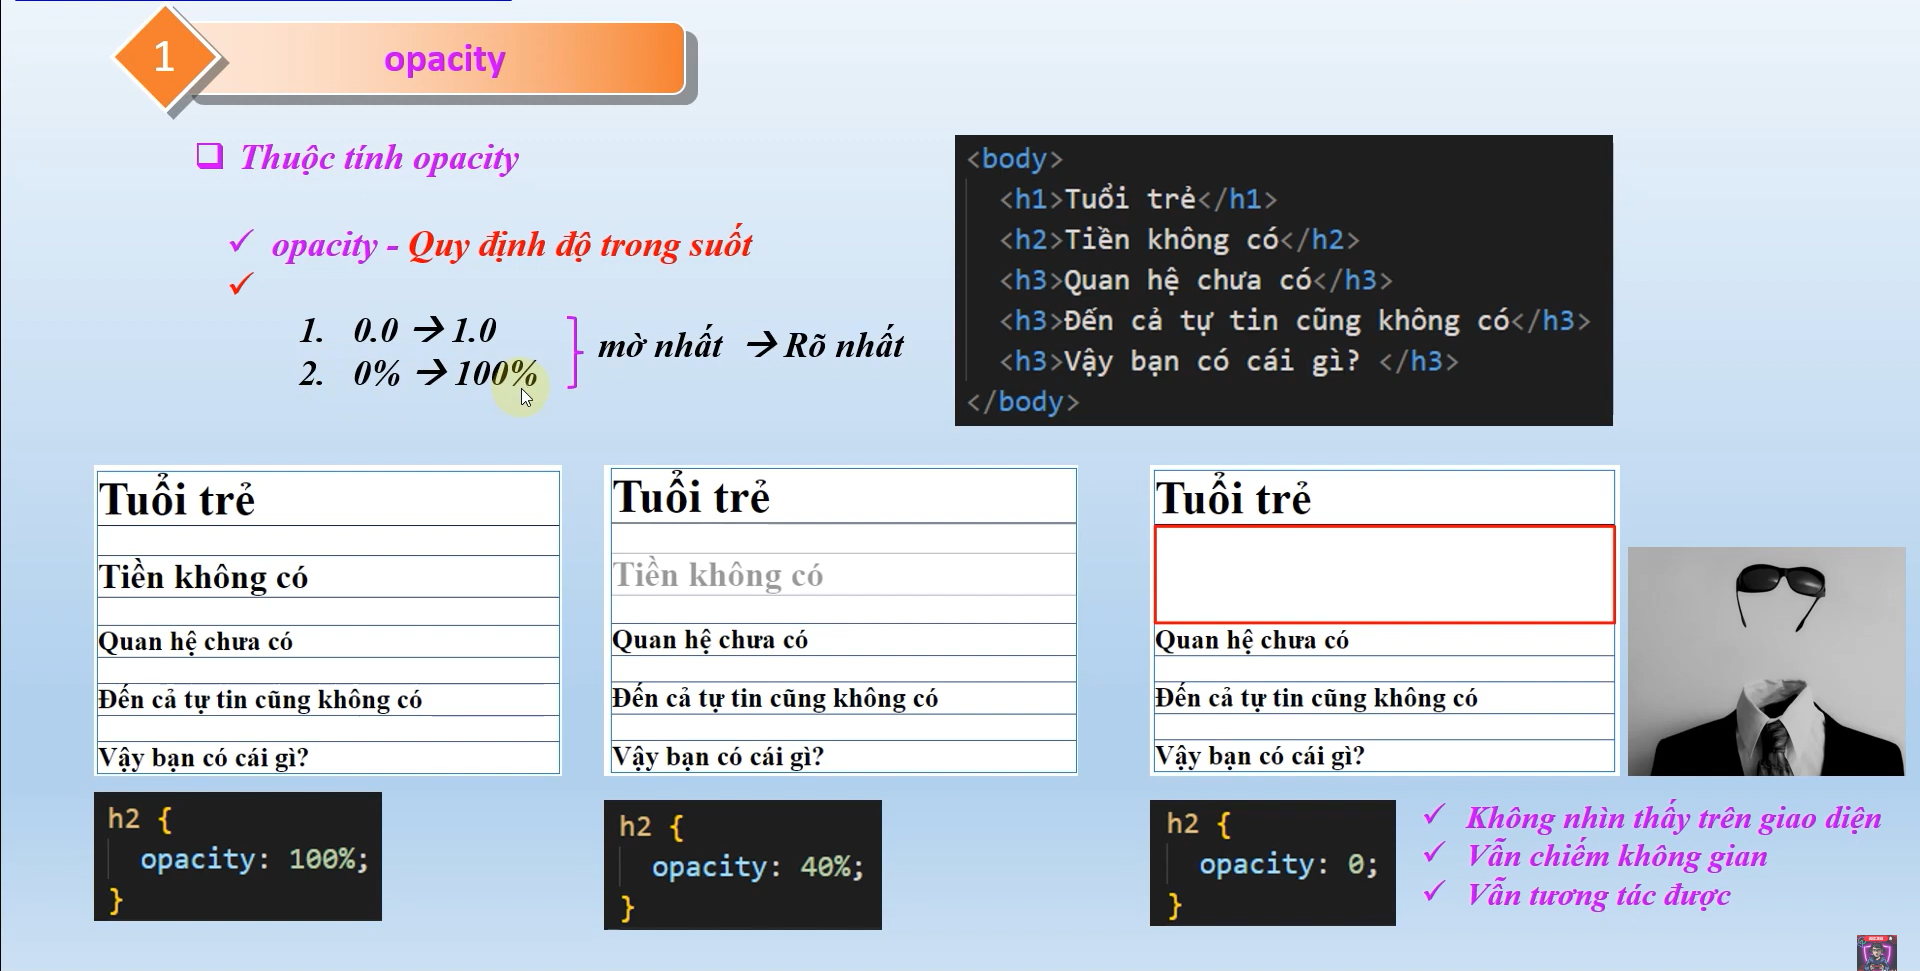 1
opacity
Thuộc tính opacity
opacity - Quy định độ trong suốt
1. 0.0 → 1.0
2. 0% → 100%
mờ nhất → Rõ nhất
<body>
<h1>Tuổi trẻ</h1>
<h2>Tiền không có</h2>
<h3>Quan hệ chưa có</h3>
<h3>Đến cả tự tin cũng không có</h3>
<h3>Vậy bạn có cái gì? </h3>
</body>
Tuổi trẻ
Tiền không có
Quan hệ chưa có
Đến cả tự tin cũng không có
Vậy bạn có cái gì?
h2 {
opacity: 100%;
}
Tuổi trẻ
Tiền không có
Quan hệ chưa có
Đến cả tự tin cũng không có
Vậy bạn có cái gì?
h2 {
opacity: 40%;
}
Tuổi trẻ
Quan hệ chưa có
Đến cả tự tin cũng không có
Vậy bạn có cái gì?
h2 {
opacity: 0;
}
Không nhìn thấy trên giao diện
Vẫn chiếm không gian
Vẫn tương tác được